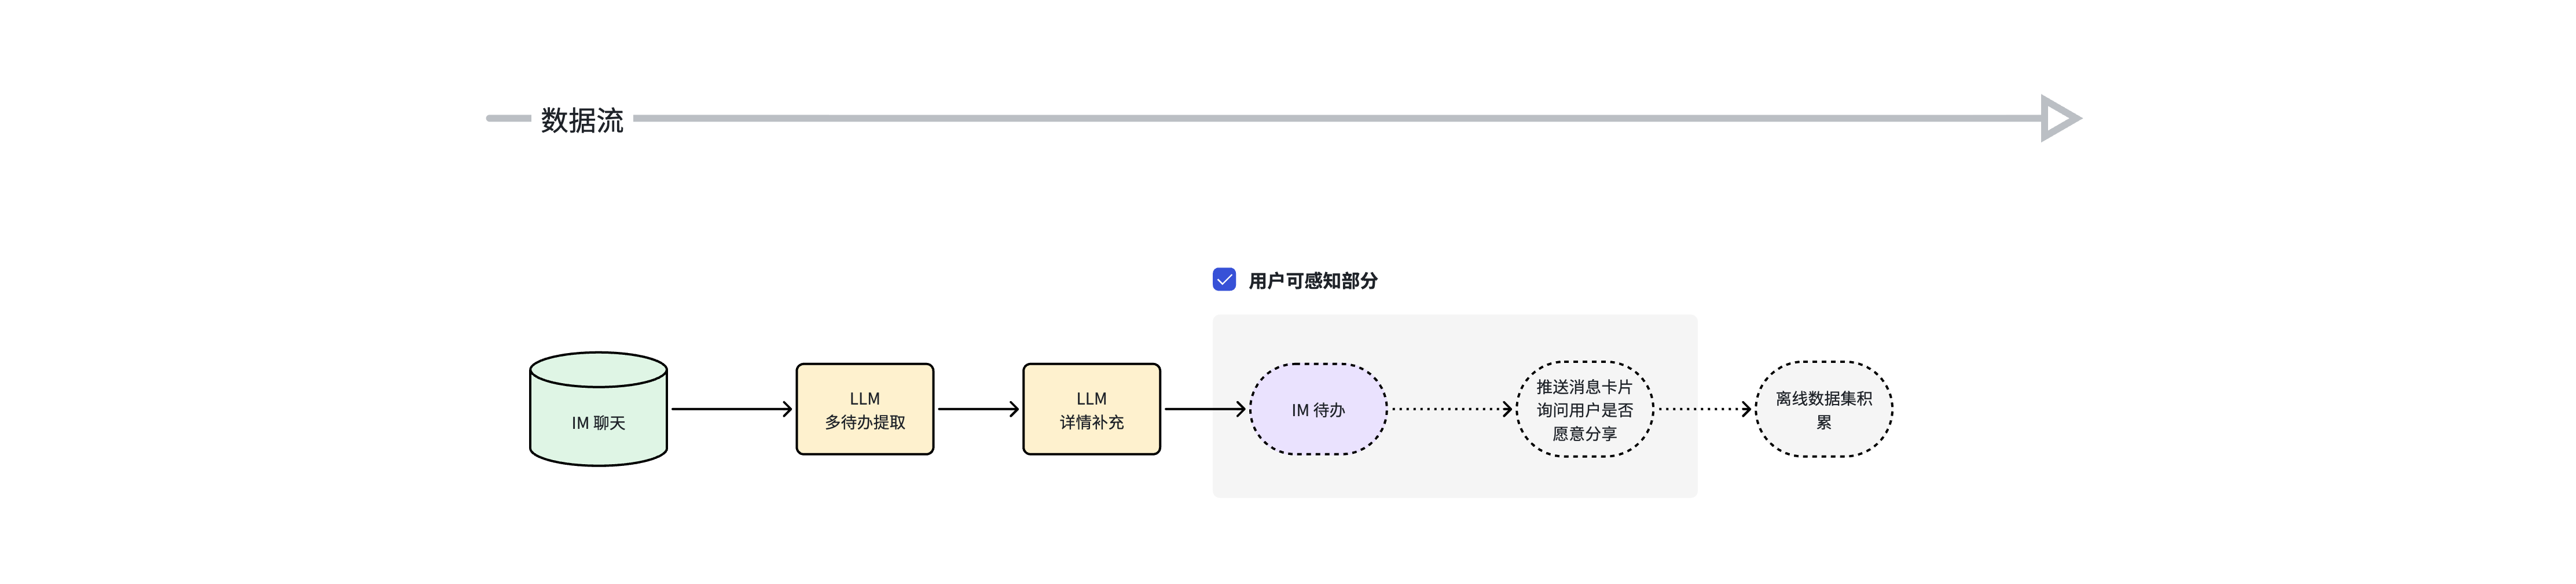 数据流
用户可感知部分
IM 聊天
LLM
多待办提取
LLM
详情补充
IM 待办
推送消息卡片
询问用户是否
愿意分享
离线数据集积
累